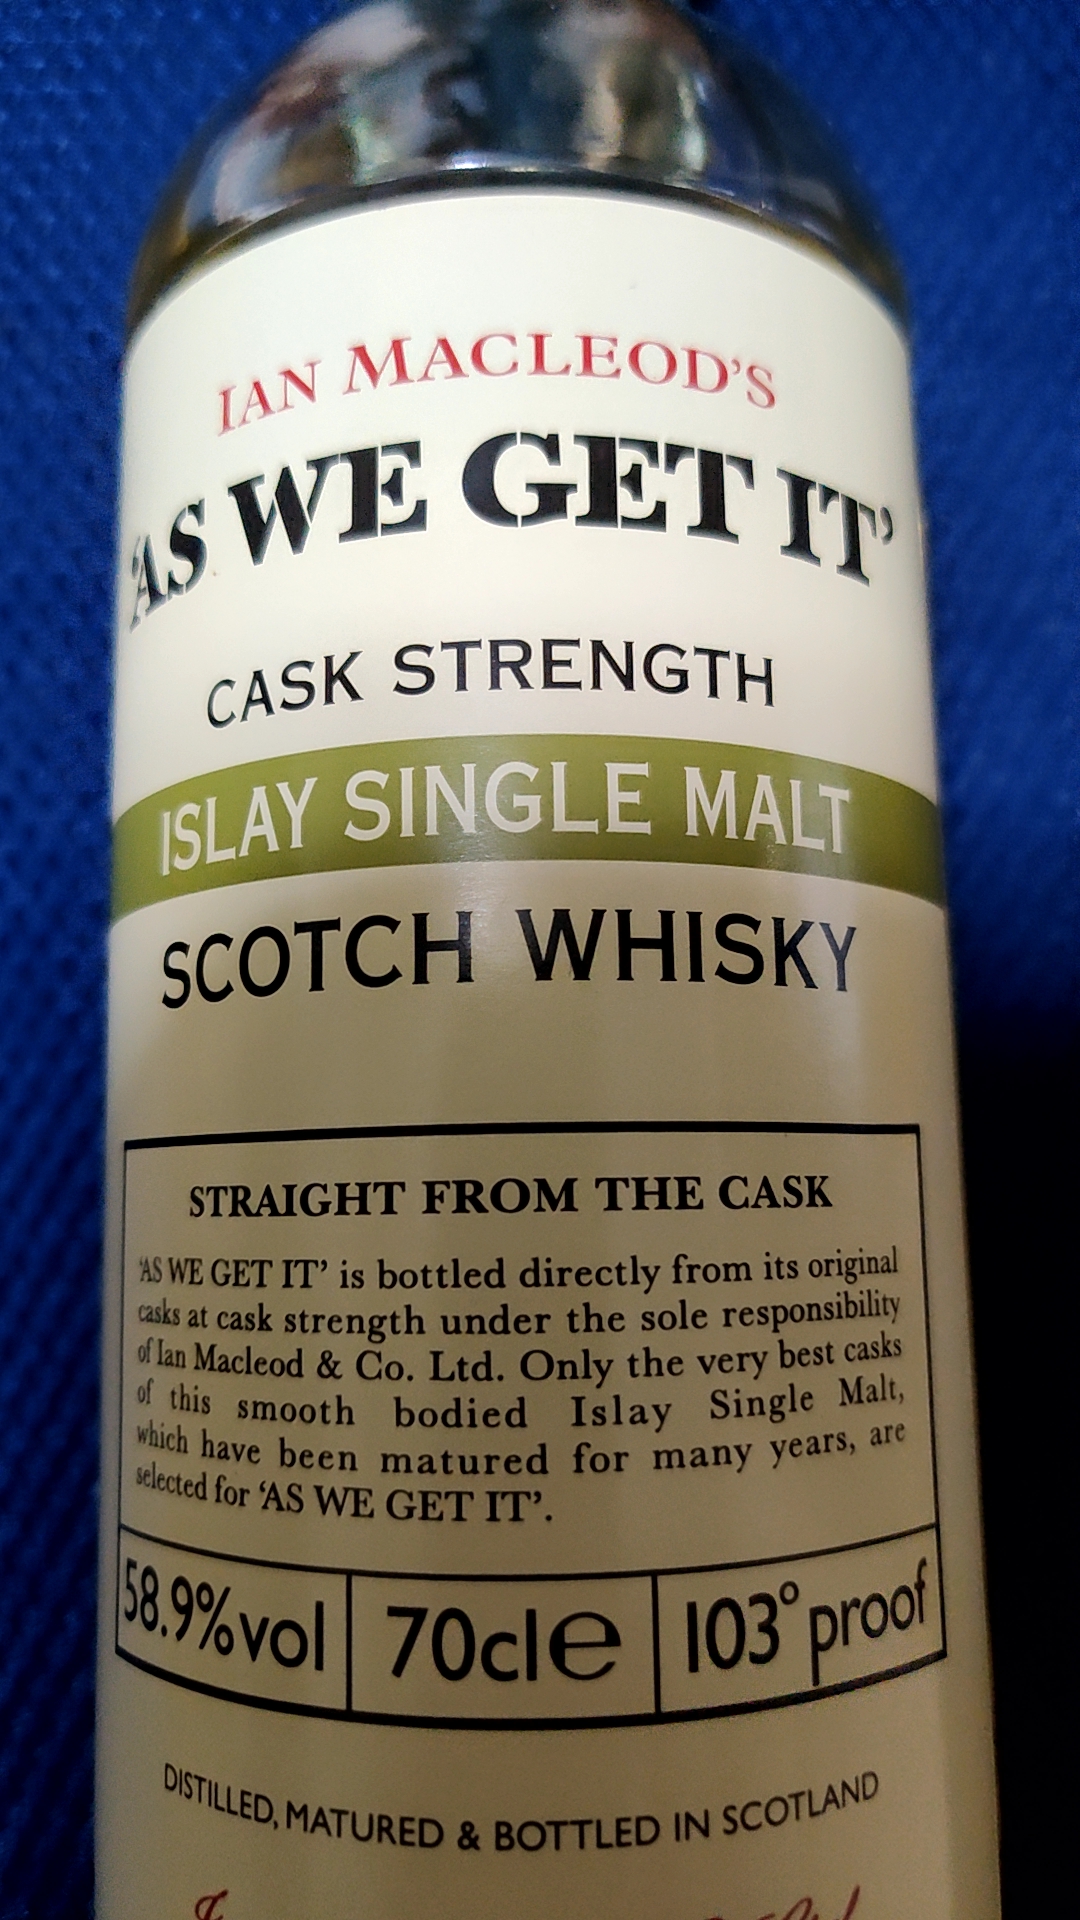 IAN MACLEOD'S
'AS WE GET IT'
CASK STRENGTH
ISLAY SINGLE MALT
SCOTCH WHISKY
STRAIGHT FROM THE CASK
'AS WE GET IT' is bottled directly from its original
casks at cask strength under the sole responsibility
of Ian Macleod & Co. Ltd. Only the very best casks
of this smooth bodied Islay Single Malt,
which have been matured for many years, are
selected for 'AS WE GET IT'.
58.9%vol 70cl℮ 103° proof
DISTILLED, MATURED & BOTTLED IN SCOTLAND